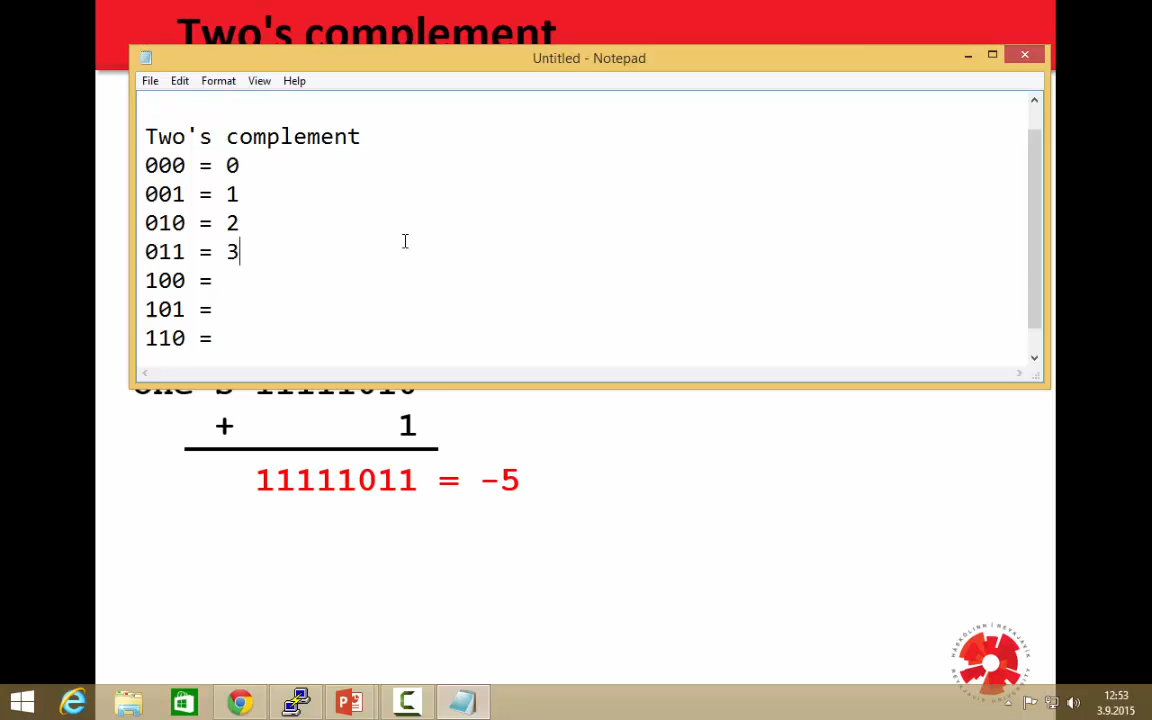 Two's complement
Untitled - Notepad
File Edit Format View Help
Two's complement
000 = 0
001 = 1
010 = 2
011 = 3
100 =
101 =
110 =
+ 1
11111011 = -5
12:53
3.9.2015